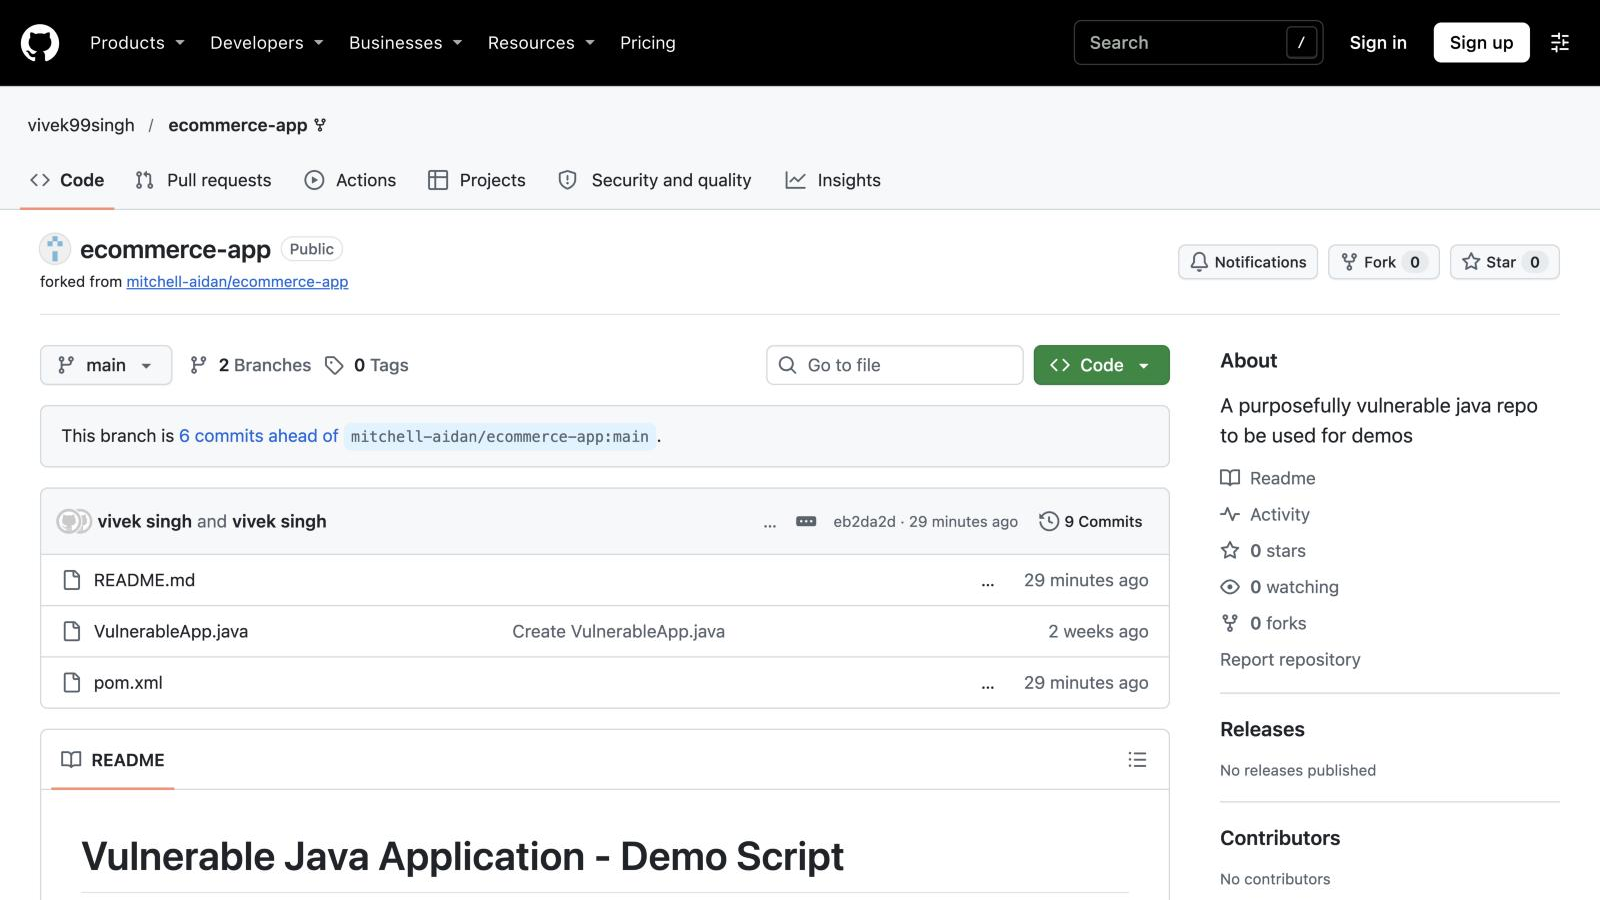 Products Developers Businesses Resources Pricing Search / Sign in Sign up
vivek99singh / ecommerce-app
Code Pull requests Actions Projects Security and quality Insights
ecommerce-app Public
forked from mitchell-aidan/ecommerce-app
Notifications Fork 0 Star 0
main 2 Branches 0 Tags Go to file Code
This branch is 6 commits ahead of mitchell-aidan/ecommerce-app:main.
vivek singh and vivek singh ... eb2da2d · 29 minutes ago 9 Commits
README.md ... 29 minutes ago
VulnerableApp.java Create VulnerableApp.java 2 weeks ago
pom.xml ... 29 minutes ago
README
Vulnerable Java Application - Demo Script
About
A purposefully vulnerable java repo
to be used for demos
Readme
Activity
0 stars
0 watching
0 forks
Report repository
Releases
No releases published
Contributors
No contributors